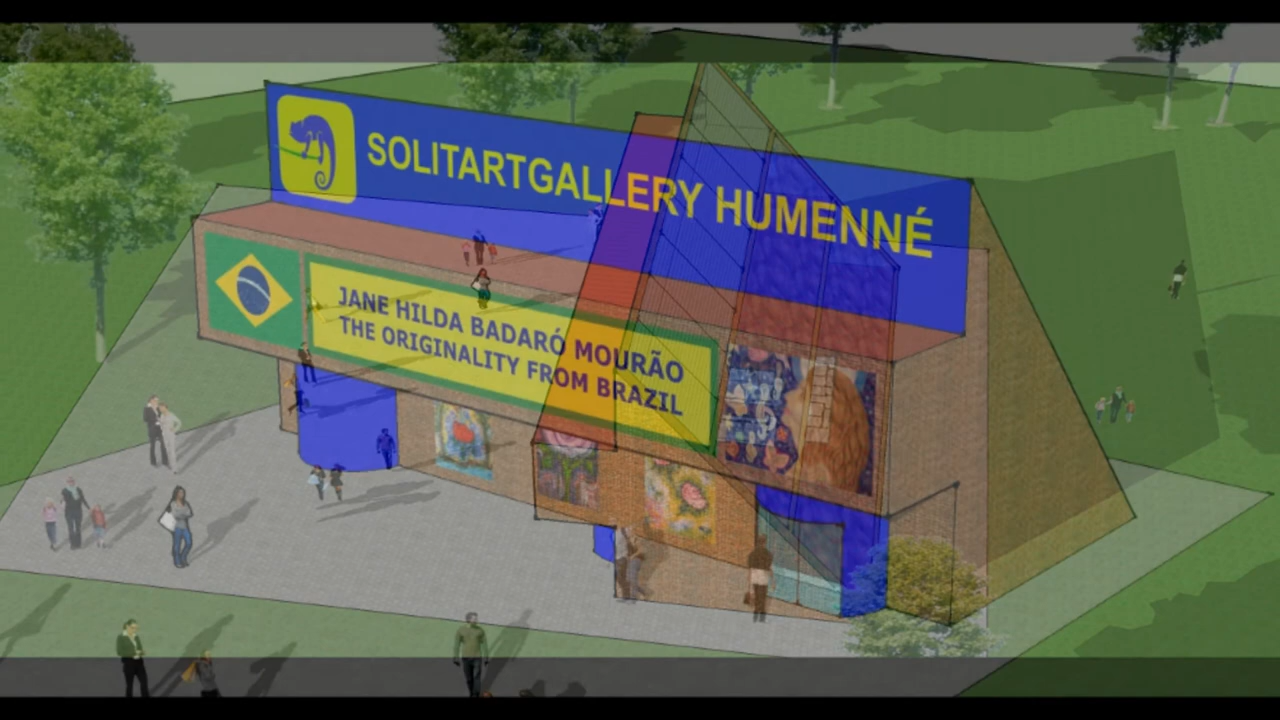 SOLITARTGALLERY HUMENNÉ
JANE HILDA BADARÓ MOURÃO
THE ORIGINALITY FROM BRAZIL